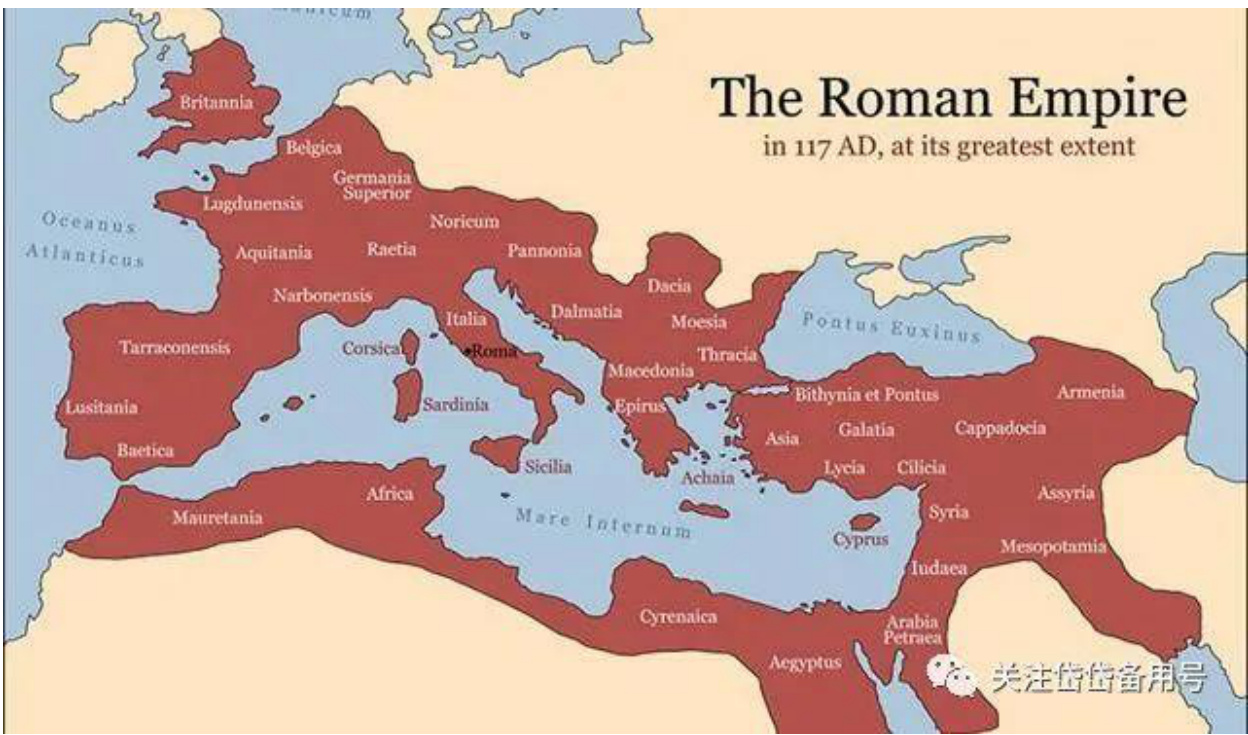 The Roman Empire
in 117 AD, at its greatest extent
Britannia
Belgica
Germania
Superior
Lugdunensis
Noricum
Oceanus
Atlanticus
Aquitania
Raetia
Pannonia
Dacia
Narbonensis
Italia
Dalmatia
Moesia
Pontus Euxinus
Tarraconensis
Corsica
Roma
Thracia
Macedonia
Bithynia et Pontus
Armenia
Lusitania
Sardinia
Epirus
Asia
Galatia
Cappadocia
Baetica
Sicilia
Achaia
Lycia
Cilicia
Africa
Assyria
Mauretania
Mare Internum
Syria
Cyprus
Mesopotamia
Iudaea
Cyrenaica
Arabia
Petraea
Aegyptus
关注岱岱备用号